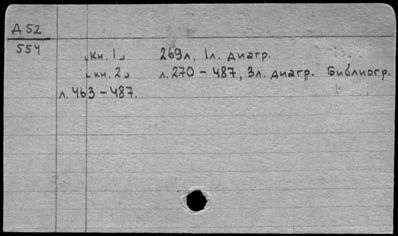 Д 52
554
„кн. 1„ 269л, 1л. диагр.
„кн. 2„ л. 270 – 487, 3л. диагр. Библиогр.
л. 463 – 487.